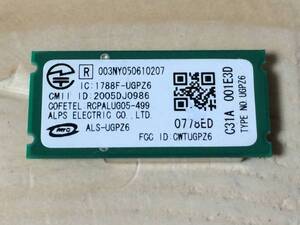 R 003NY050610207
IC:1788F-UGPZ6
CMII ID:2005DJ0986
COFETEL RCPALUG05-499
ALPS ELECTRIC CO.,LTD.
ALS-UGPZ6
0778ED
FCC ID:CWTUGPZ6
C31A 001E3D
TYPE NO.UGPZ6